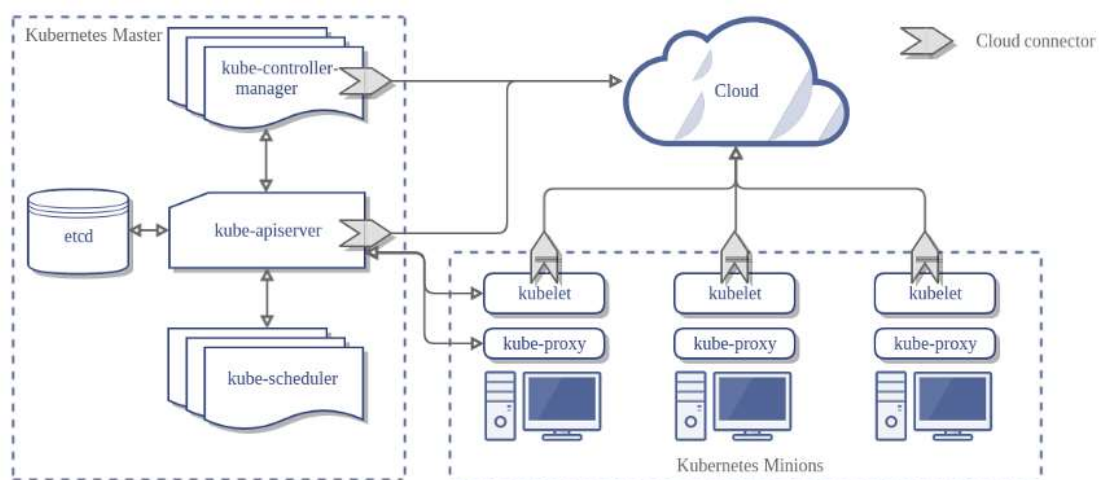 Kubernetes Master
kube-controller-
manager
Cloud
Cloud connector
etcd
kube-apiserver
kubelet
kubelet
kubelet
kube-proxy
kube-proxy
kube-proxy
kube-scheduler
Kubernetes Minions